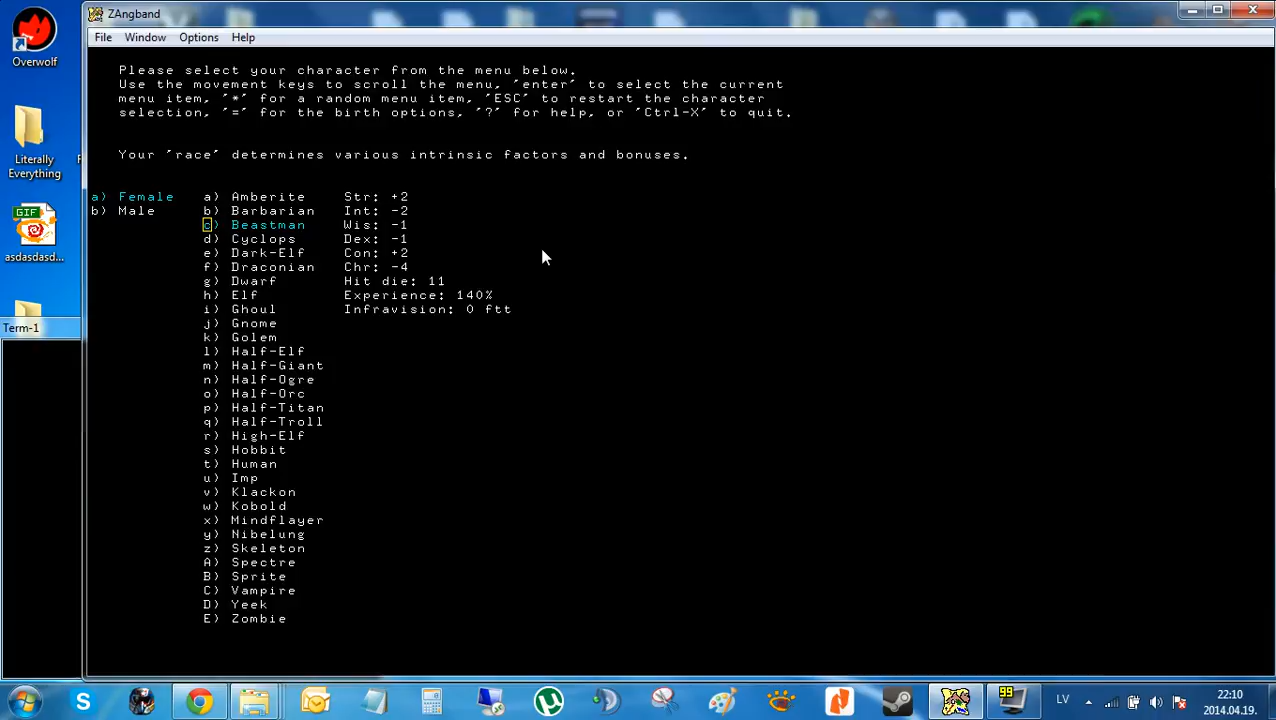 Overwolf
Literally
Everything
GIF
asdasdasd...
Term-1
ZAngband
File Window Options Help
Please select your character from the menu below.
Use the movement keys to scroll the menu, 'enter' to select the current
menu item, '*' for a random menu item, 'ESC' to restart the character
selection, '=' for the birth options, '?' for help, or 'Ctrl-X' to quit.
Your 'race' determines various intrinsic factors and bonuses.
a) Female
b) Male
a) Amberite
b) Barbarian
c) Beastman
d) Cyclops
e) Dark-Elf
f) Draconian
g) Dwarf
h) Elf
i) Ghoul
j) Gnome
k) Golem
l) Half-Elf
m) Half-Giant
n) Half-Ogre
o) Half-Orc
p) Half-Titan
q) Half-Troll
r) High-Elf
s) Hobbit
t) Human
u) Imp
v) Klackon
w) Kobold
x) Mindflayer
y) Nibelung
z) Skeleton
A) Spectre
B) Sprite
C) Vampire
D) Yeek
E) Zombie
Str: +2
Int: -2
Wis: -1
Dex: -1
Con: +2
Chr: -4
Hit die: 11
Experience: 140%
Infravision: 0 ftt
99
LV
22:10
2014.04.19.